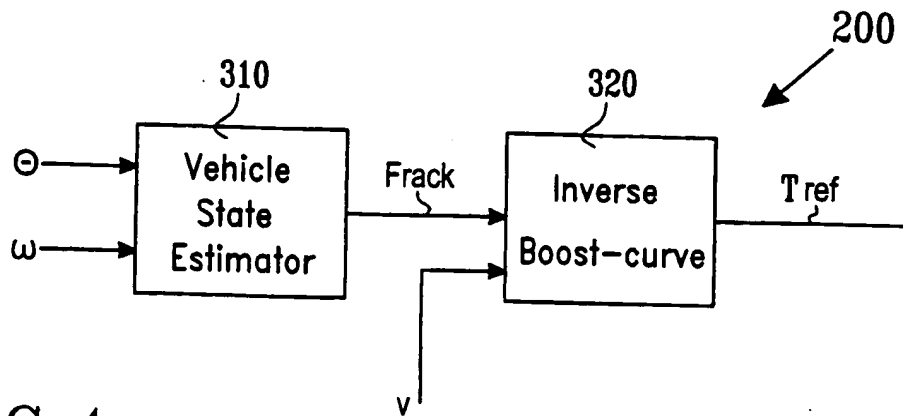 200
310
320
Θ
ω
Vehicle
State
Estimator
Frack
Inverse
Boost-curve
Tref
v